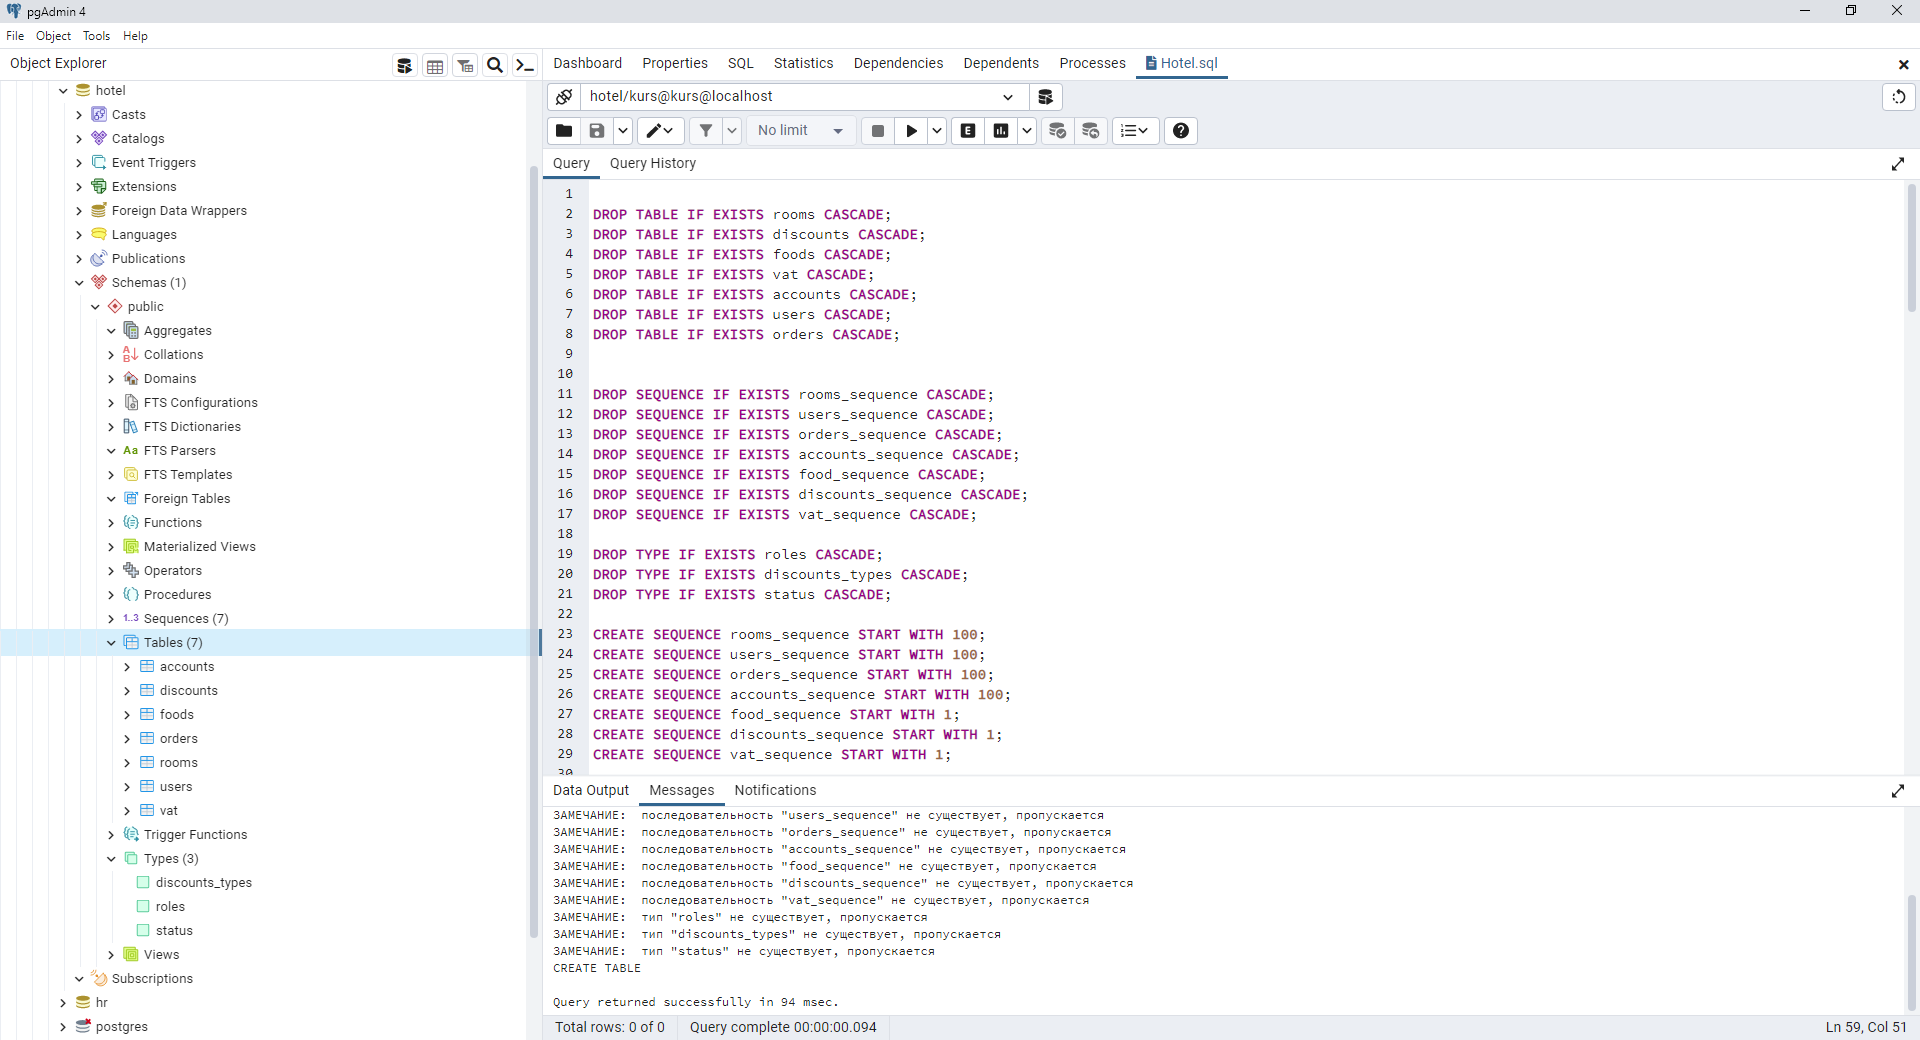 pgAdmin 4
File Object Tools Help
Object Explorer
hotel
Casts
Catalogs
Event Triggers
Extensions
Foreign Data Wrappers
Languages
Publications
Schemas (1)
public
Aggregates
Collations
Domains
FTS Configurations
FTS Dictionaries
Aa FTS Parsers
FTS Templates
Foreign Tables
Functions
Materialized Views
Operators
Procedures
1..3 Sequences (7)
Tables (7)
accounts
discounts
foods
orders
rooms
users
vat
Trigger Functions
Types (3)
discounts_types
roles
status
Views
Subscriptions
hr
postgres
Dashboard Properties SQL Statistics Dependencies Dependents Processes Hotel.sql
hotel/kurs@kurs@localhost
No limit E
Query Query History
1
2 DROP TABLE IF EXISTS rooms CASCADE;
3 DROP TABLE IF EXISTS discounts CASCADE;
4 DROP TABLE IF EXISTS foods CASCADE;
5 DROP TABLE IF EXISTS vat CASCADE;
6 DROP TABLE IF EXISTS accounts CASCADE;
7 DROP TABLE IF EXISTS users CASCADE;
8 DROP TABLE IF EXISTS orders CASCADE;
9
10
11 DROP SEQUENCE IF EXISTS rooms_sequence CASCADE;
12 DROP SEQUENCE IF EXISTS users_sequence CASCADE;
13 DROP SEQUENCE IF EXISTS orders_sequence CASCADE;
14 DROP SEQUENCE IF EXISTS accounts_sequence CASCADE;
15 DROP SEQUENCE IF EXISTS food_sequence CASCADE;
16 DROP SEQUENCE IF EXISTS discounts_sequence CASCADE;
17 DROP SEQUENCE IF EXISTS vat_sequence CASCADE;
18
19 DROP TYPE IF EXISTS roles CASCADE;
20 DROP TYPE IF EXISTS discounts_types CASCADE;
21 DROP TYPE IF EXISTS status CASCADE;
22
23 CREATE SEQUENCE rooms_sequence START WITH 100;
24 CREATE SEQUENCE users_sequence START WITH 100;
25 CREATE SEQUENCE orders_sequence START WITH 100;
26 CREATE SEQUENCE accounts_sequence START WITH 100;
27 CREATE SEQUENCE food_sequence START WITH 1;
28 CREATE SEQUENCE discounts_sequence START WITH 1;
29 CREATE SEQUENCE vat_sequence START WITH 1;
30
Data Output Messages Notifications
ЗАМЕЧАНИЕ: последовательность "users_sequence" не существует, пропускается
ЗАМЕЧАНИЕ: последовательность "orders_sequence" не существует, пропускается
ЗАМЕЧАНИЕ: последовательность "accounts_sequence" не существует, пропускается
ЗАМЕЧАНИЕ: последовательность "food_sequence" не существует, пропускается
ЗАМЕЧАНИЕ: последовательность "discounts_sequence" не существует, пропускается
ЗАМЕЧАНИЕ: последовательность "vat_sequence" не существует, пропускается
ЗАМЕЧАНИЕ: тип "roles" не существует, пропускается
ЗАМЕЧАНИЕ: тип "discounts_types" не существует, пропускается
ЗАМЕЧАНИЕ: тип "status" не существует, пропускается
CREATE TABLE
Query returned successfully in 94 msec.
Total rows: 0 of 0 Query complete 00:00:00.094 Ln 59, Col 51